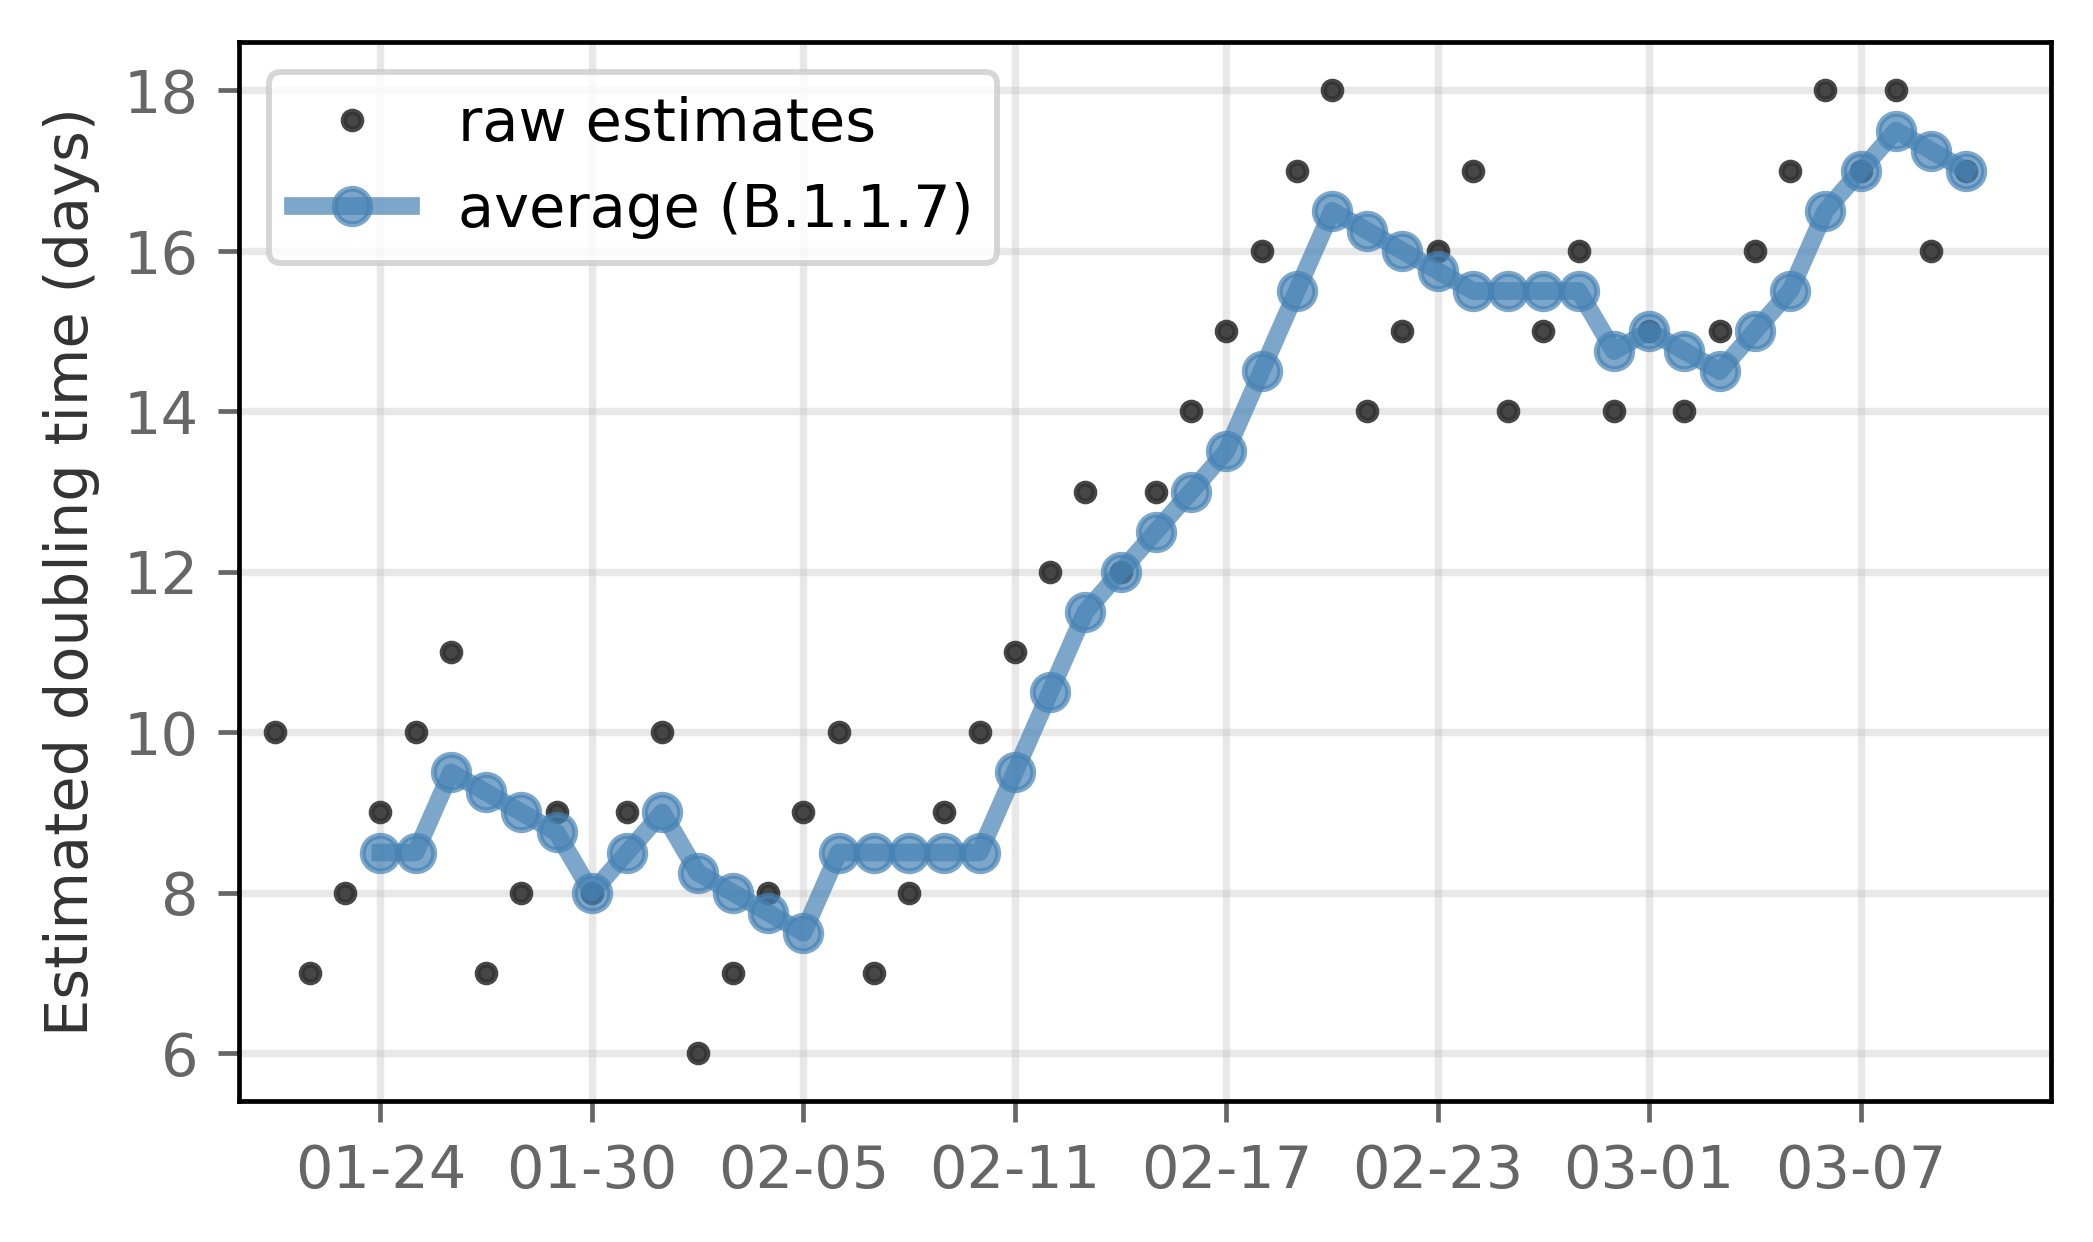 Estimated doubling time (days)
18
16
14
12
10
8
6
raw estimates
average (B.1.1.7)
01-24 01-30 02-05 02-11 02-17 02-23 03-01 03-07